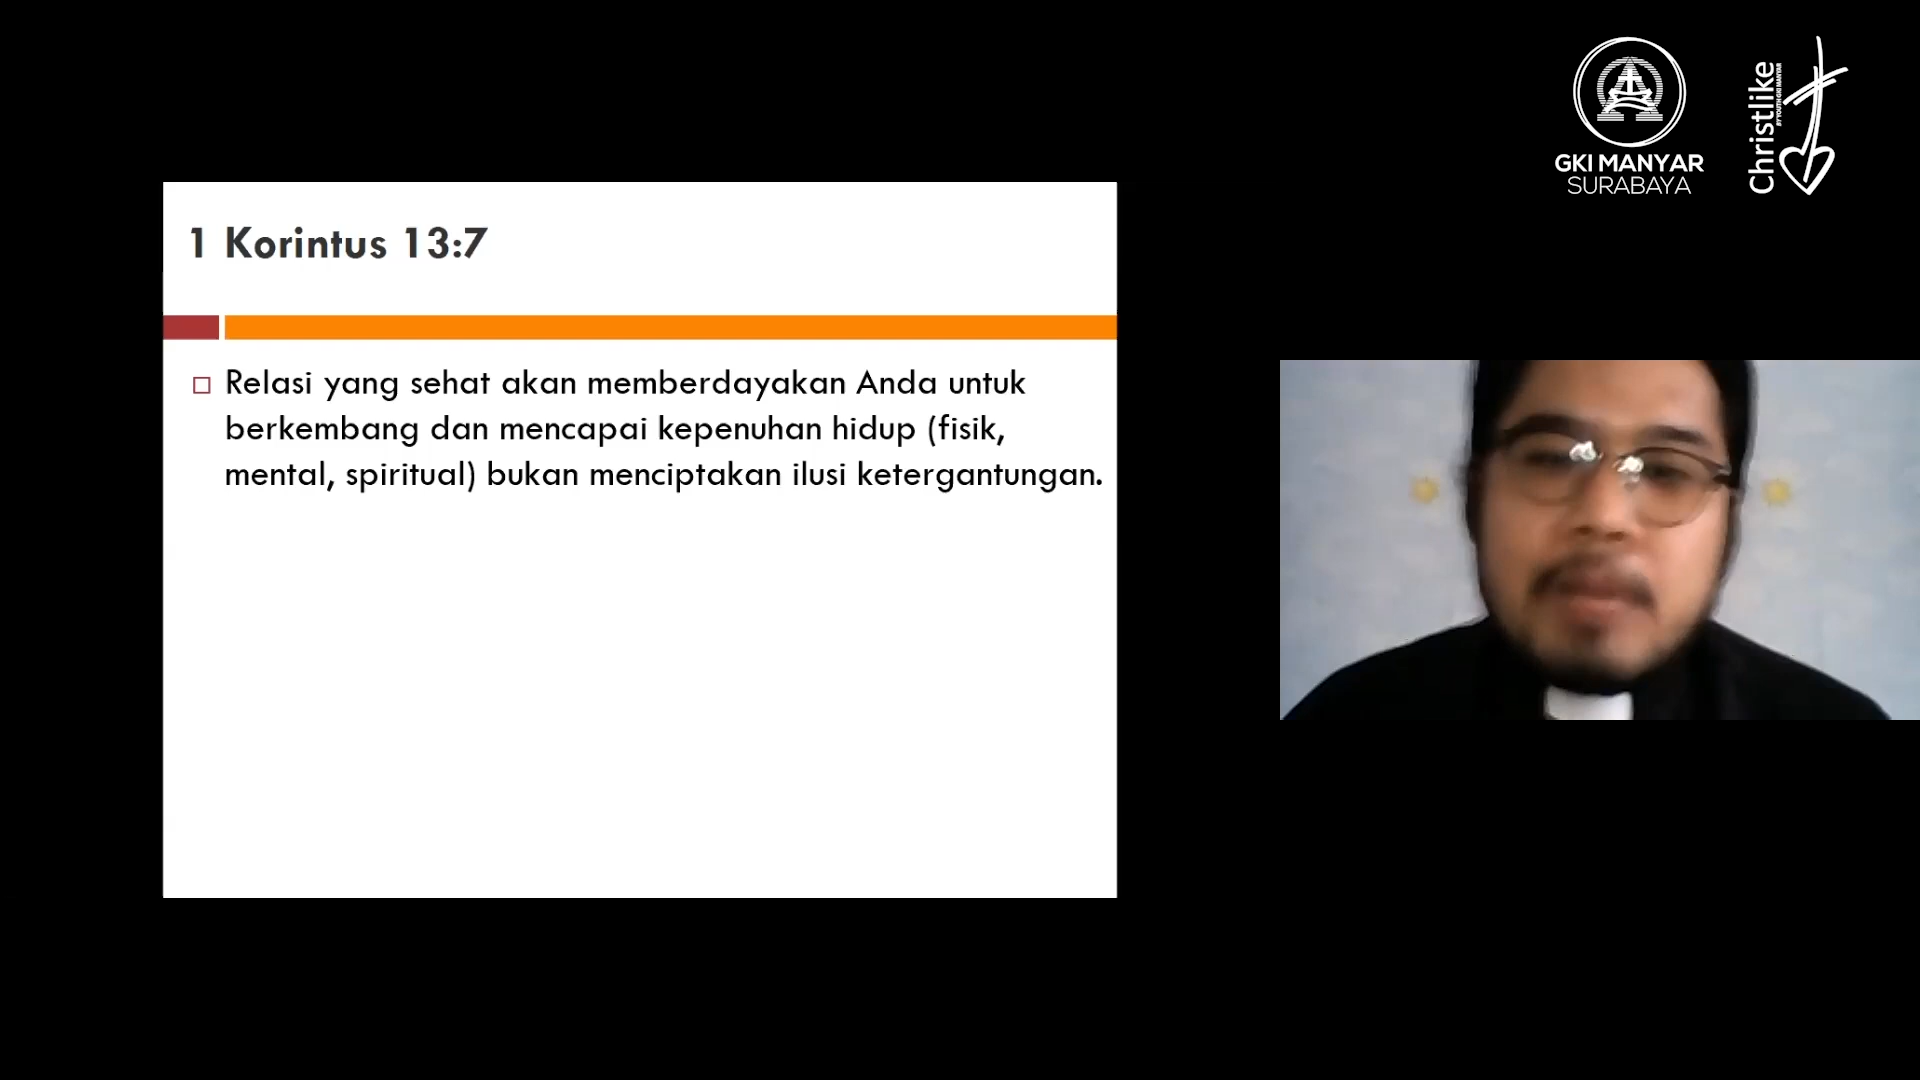 GKI MANYAR
SURABAYA
Christlike
1 Korintus 13:7
Relasi yang sehat akan memberdayakan Anda untuk
berkembang dan mencapai kepenuhan hidup (fisik,
mental, spiritual) bukan menciptakan ilusi ketergantungan.